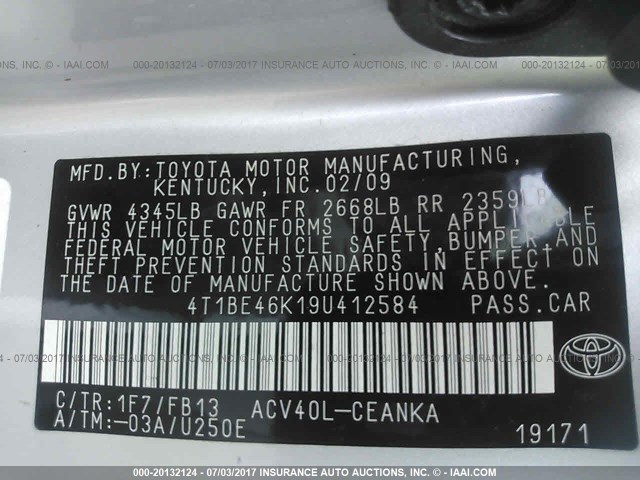 000-20132124 - 07/03/2017 INSURANCE AUTO AUCTIONS, INC. © - IAAI.COM
MFD.BY:TOYOTA MOTOR MANUFACTURING,
KENTUCKY,INC.02/09
GVWR 4345LB GAWR FR 2668LB RR 2359LB
THIS VEHICLE CONFORMS TO ALL APPLICABLE
FEDERAL MOTOR VEHICLE SAFETY,BUMPER,AND
THEFT PREVENTION STANDARDS IN EFFECT ON
THE DATE OF MANUFACTURE SHOWN ABOVE.
4T1BE46K19U412584 PASS.CAR
C/TR:1F7/FB13 ACV40L-CEANKA
A/TM:-03A/U250E
19171
000-20132124 - 07/03/2017 INSURANCE AUTO AUCTIONS, INC. © - IAAI.COM